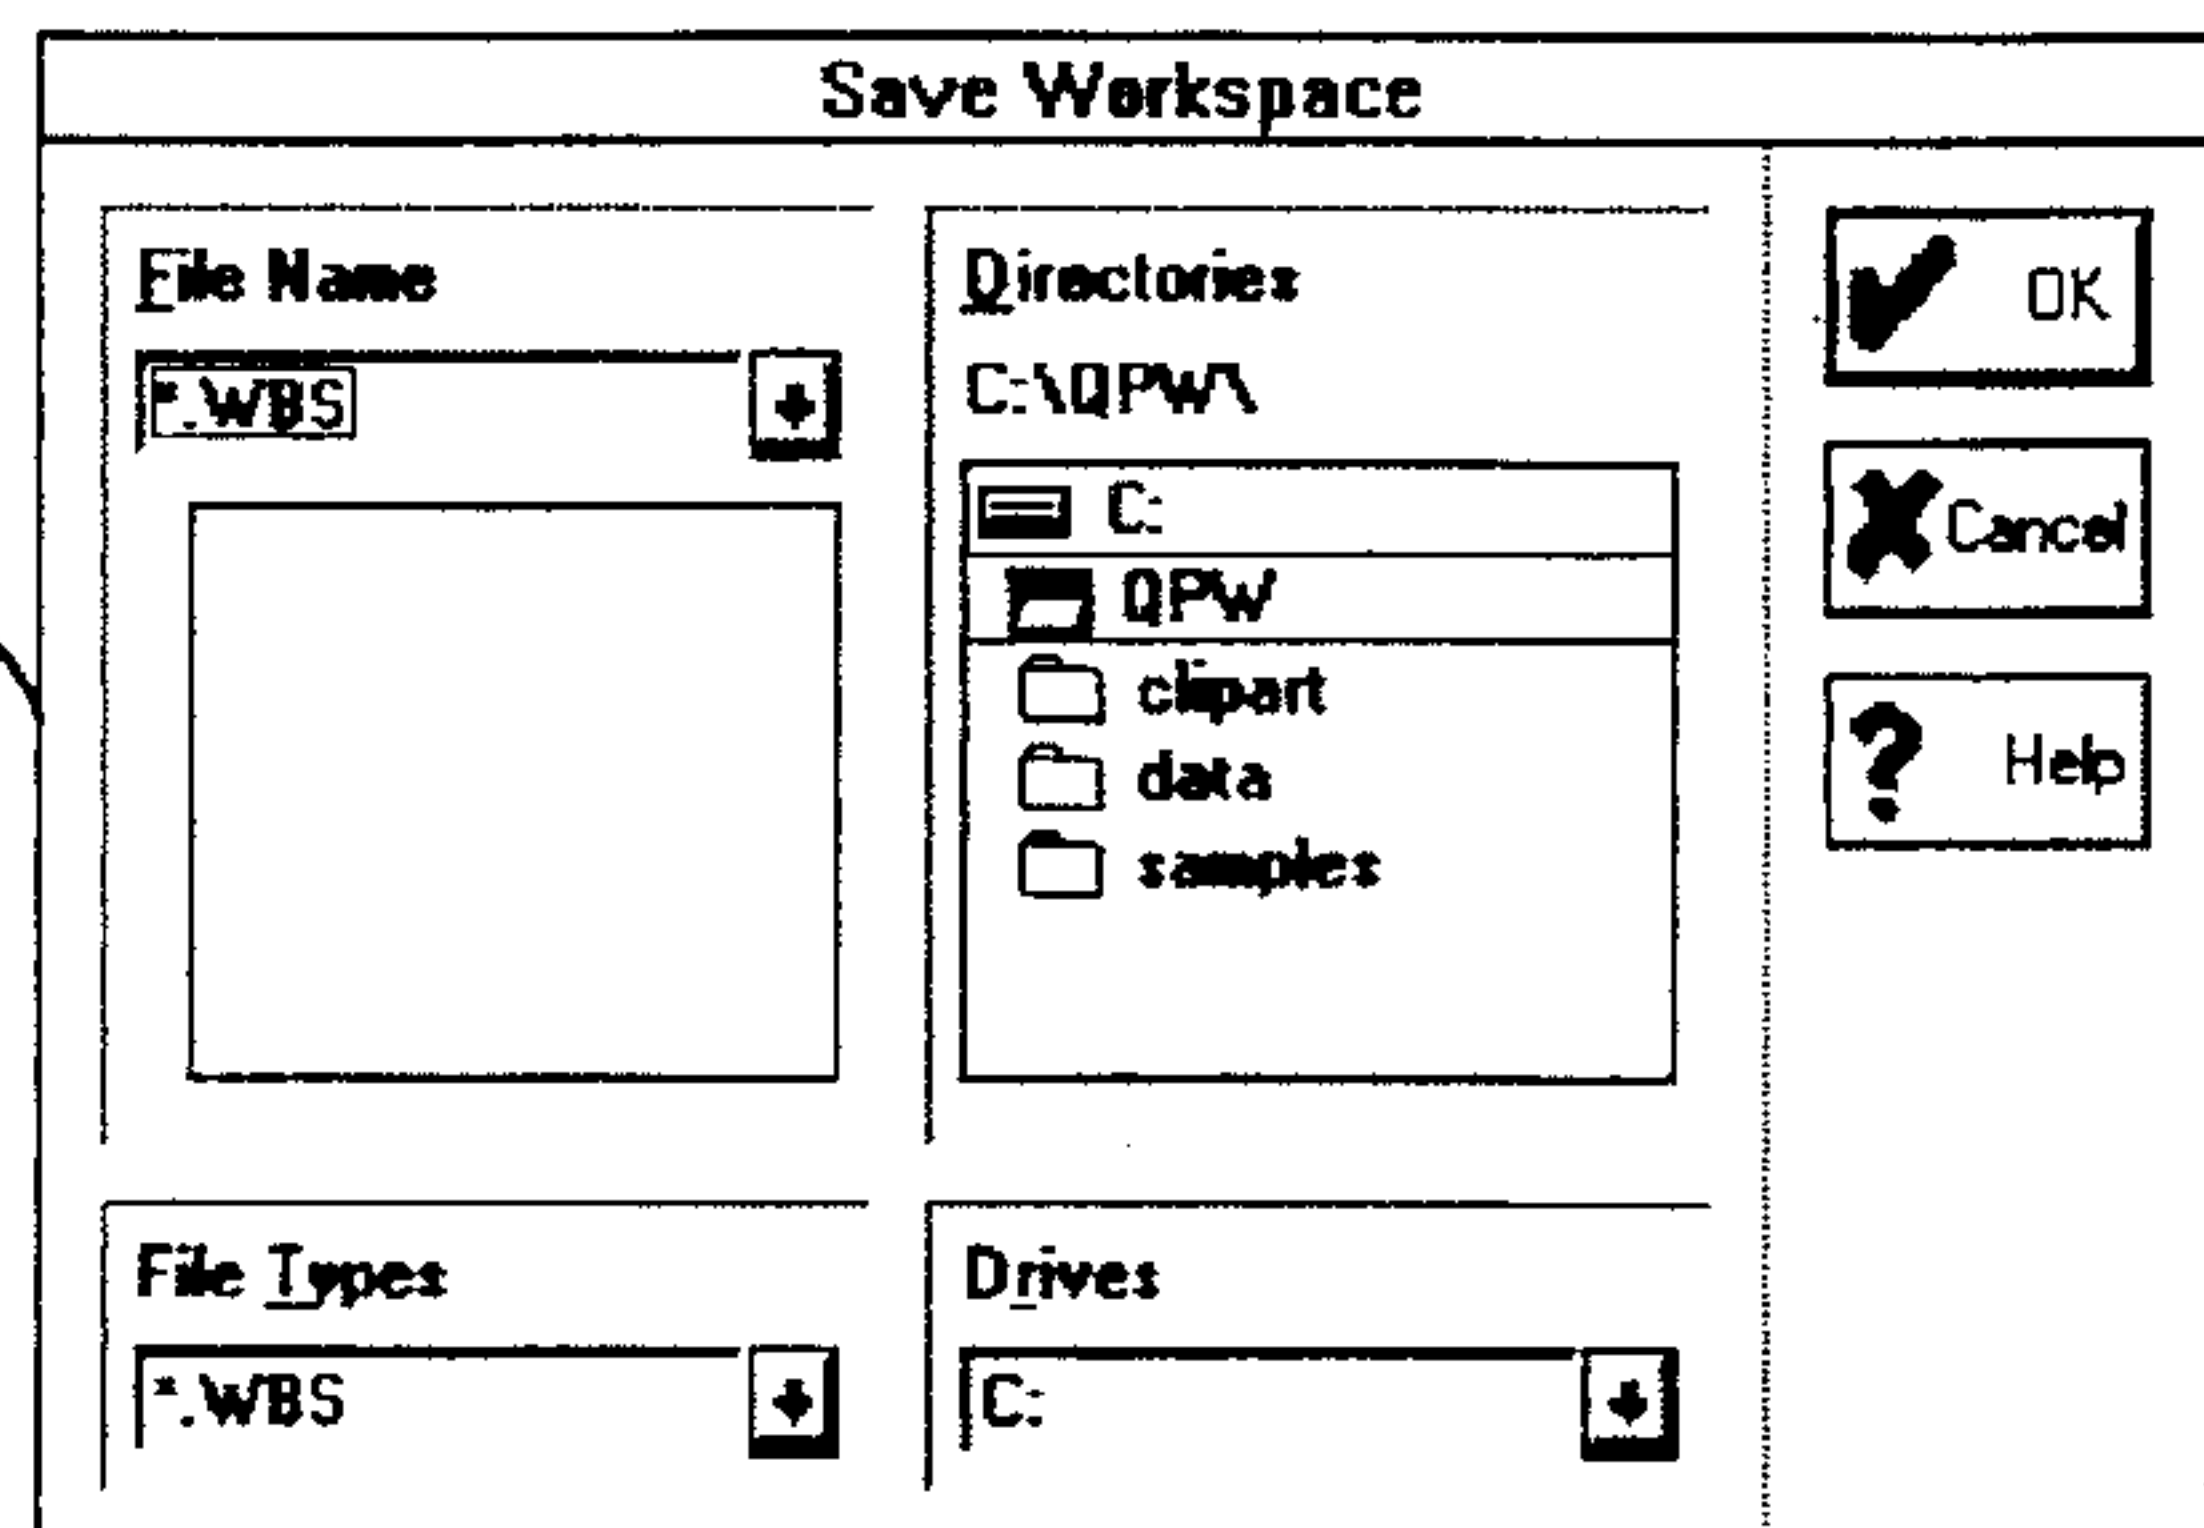 Save Workspace
File Name
*.WBS
Directories
C:\QPW\
C:
QPW
clipart
data
samples
File Types
*.WBS
Drives
C:
OK
Cancel
Help